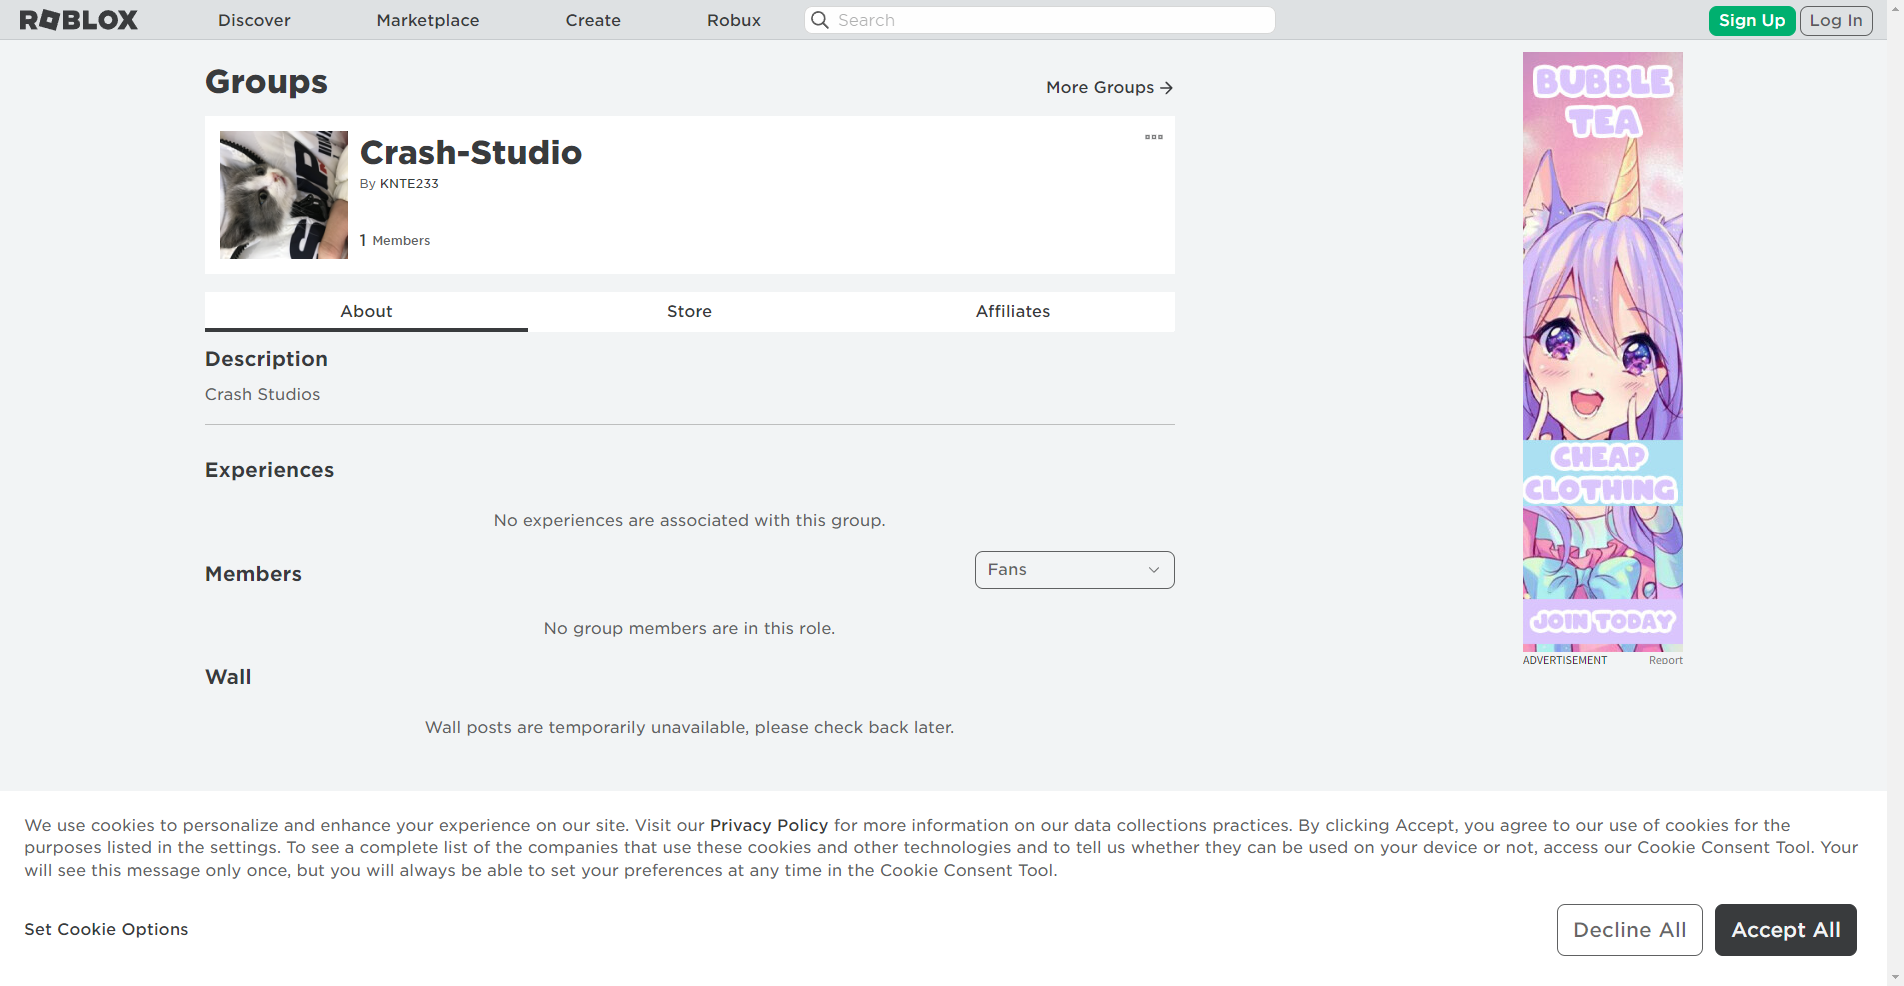 ROBLOX
Discover
Marketplace
Create
Robux
Search
Sign Up
Log In
Groups
More Groups
Crash-Studio
By KNTE233
1 Members
About
Store
Affiliates
Description
Crash Studios
Experiences
No experiences are associated with this group.
Members
Fans
No group members are in this role.
Wall
Wall posts are temporarily unavailable, please check back later.
BUBBLE
TEA
CHEAP
CLOTHING
JOIN TODAY
ADVERTISEMENT
Report
We use cookies to personalize and enhance your experience on our site. Visit our Privacy Policy for more information on our data collections practices. By clicking Accept, you agree to our use of cookies for the
purposes listed in the settings. To see a complete list of the companies that use these cookies and other technologies and to tell us whether they can be used on your device or not, access our Cookie Consent Tool. Your
will see this message only once, but you will always be able to set your preferences at any time in the Cookie Consent Tool.
Set Cookie Options
Decline All
Accept All